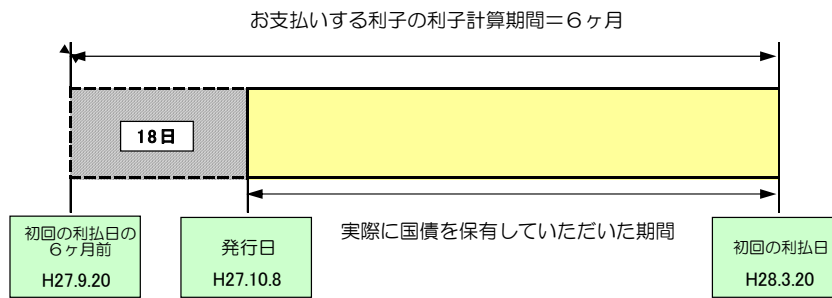 お支払いする利子の利子計算期間＝６ヶ月
18日
実際に国債を保有していただいた期間
初回の利払日の
６ヶ月前
H27.9.20
発行日
H27.10.8
初回の利払日
H28.3.20